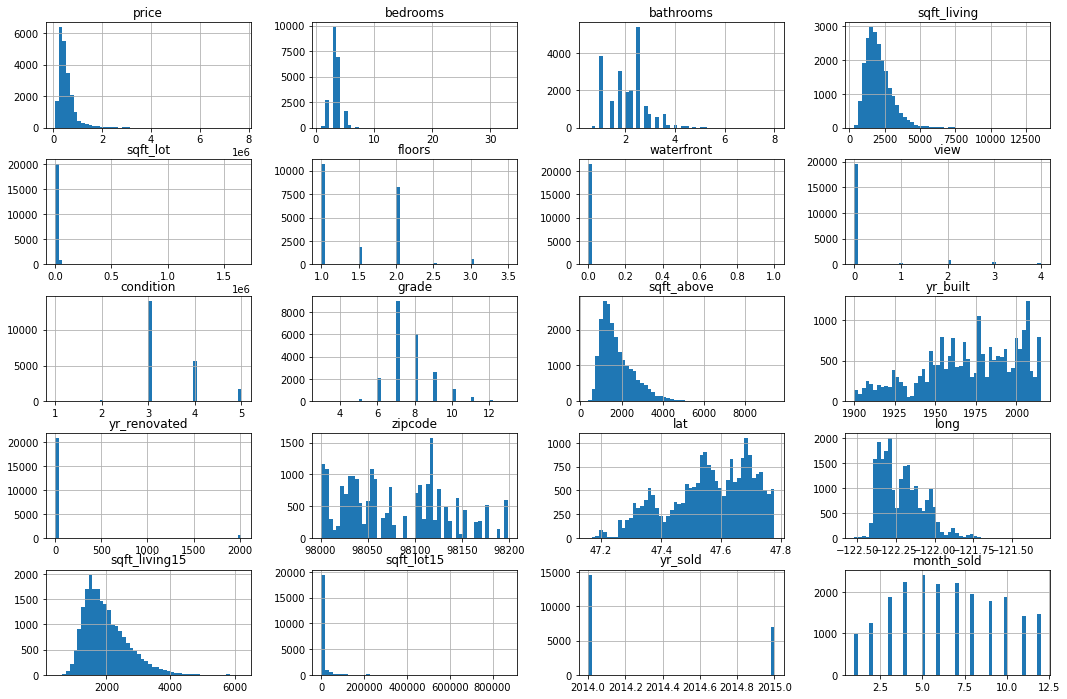 price
6000
4000
2000
0
0 2 4 6 8
1e6
bedrooms
10000
7500
5000
2500
0
0 10 20 30
bathrooms
4000
2000
0
2 4 6 8
sqft_living
3000
2000
1000
0
0 2500 5000 7500 10000 12500
sqft_lot
20000
15000
10000
5000
0
0.0 0.5 1.0 1.5
1e6
floors
10000
7500
5000
2500
0
1.0 1.5 2.0 2.5 3.0 3.5
waterfront
20000
15000
10000
5000
0
0.0 0.2 0.4 0.6 0.8 1.0
view
20000
15000
10000
5000
0
0 1 2 3 4
condition
10000
5000
0
1 2 3 4 5
grade
8000
6000
4000
2000
0
4 6 8 10 12
sqft_above
2000
1000
0
0 2000 4000 6000 8000
yr_built
1000
500
0
1900 1925 1950 1975 2000
yr_renovated
20000
15000
10000
5000
0
0 500 1000 1500 2000
zipcode
1500
1000
500
0
98000 98050 98100 98150 98200
lat
1000
750
500
250
0
47.2 47.4 47.6 47.8
long
2000
1500
1000
500
0
−122.50 −122.25 −122.00 −121.75 −121.50
sqft_living15
2000
1500
1000
500
0
2000 4000 6000
sqft_lot15
20000
15000
10000
5000
0
0 200000 400000 600000 800000
yr_sold
15000
10000
5000
0
2014.0 2014.2 2014.4 2014.6 2014.8 2015.0
month_sold
2000
1000
0
2.5 5.0 7.5 10.0 12.5